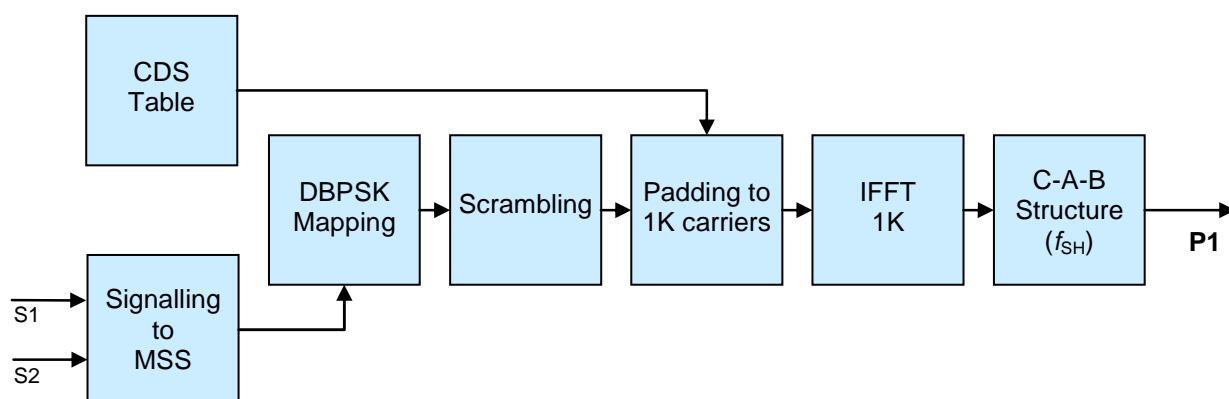 CDS
Table
DBPSK
Mapping
Scrambling
Padding to
1K carriers
IFFT
1K
C-A-B
Structure
(fSH)
P1
S1
S2
Signalling
to
MSS